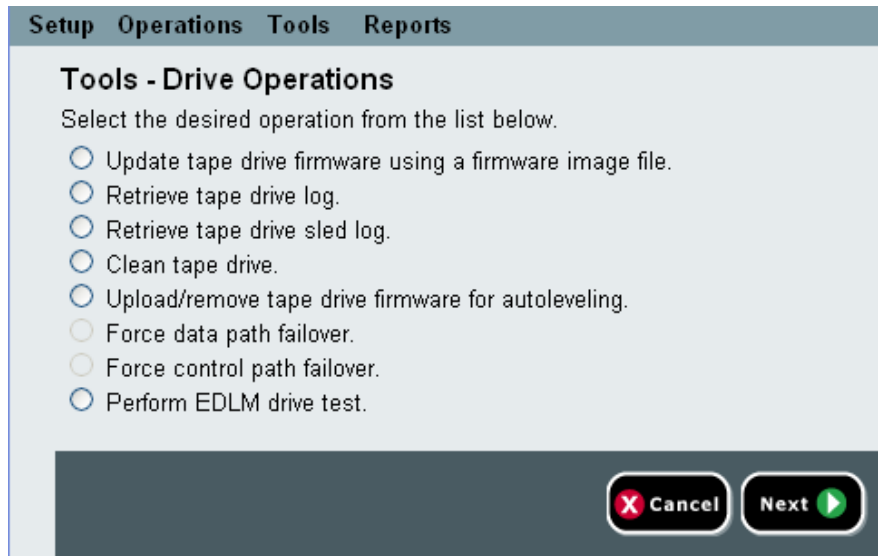 Setup Operations Tools Reports
Tools - Drive Operations
Select the desired operation from the list below.
Update tape drive firmware using a firmware image file.
Retrieve tape drive log.
Retrieve tape drive sled log.
Clean tape drive.
Upload/remove tape drive firmware for autoleveling.
Force data path failover.
Force control path failover.
Perform EDLM drive test.
Cancel Next